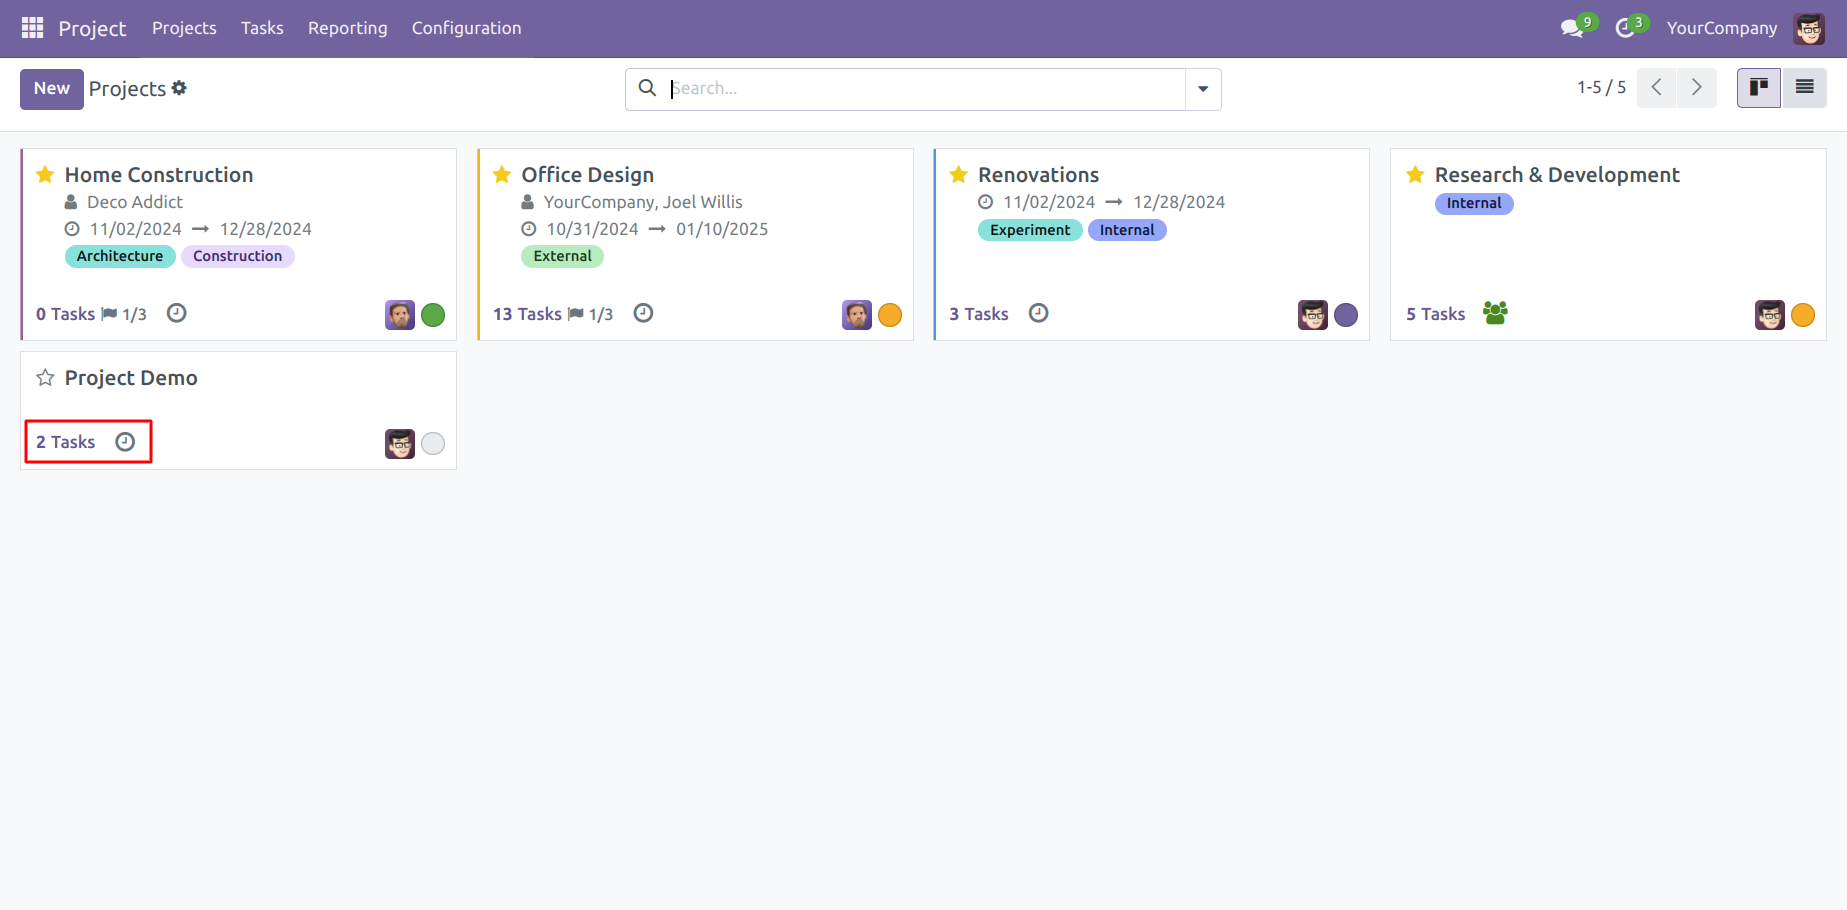 Project Projects Tasks Reporting Configuration 9 3 YourCompany
New Projects Search... 1-5 / 5
Home Construction
Deco Addict
11/02/2024 → 12/28/2024
Architecture Construction
0 Tasks 1/3
Office Design
YourCompany, Joel Willis
10/31/2024 → 01/10/2025
External
13 Tasks 1/3
Renovations
11/02/2024 → 12/28/2024
Experiment Internal
3 Tasks
Research & Development
Internal
5 Tasks
Project Demo
2 Tasks